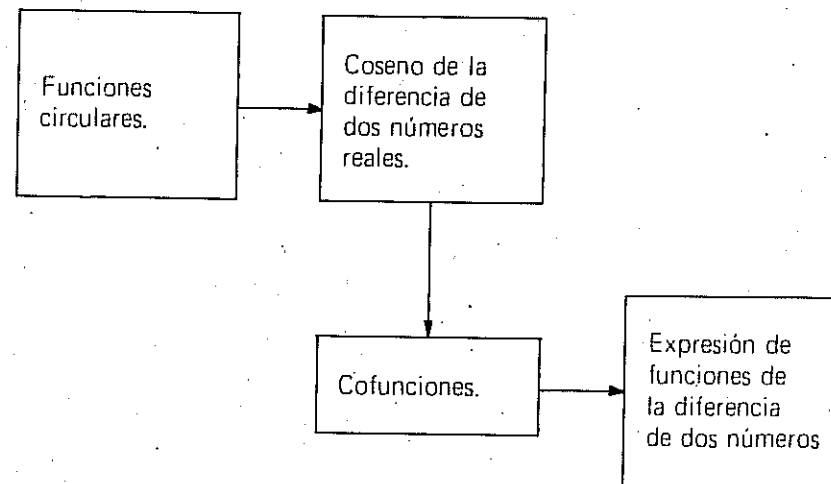 Funciones
circulares.
Coseno de la
diferencia de
dos números
reales.
Cofunciones.
Expresión de
funciones de
la diferencia
de dos números